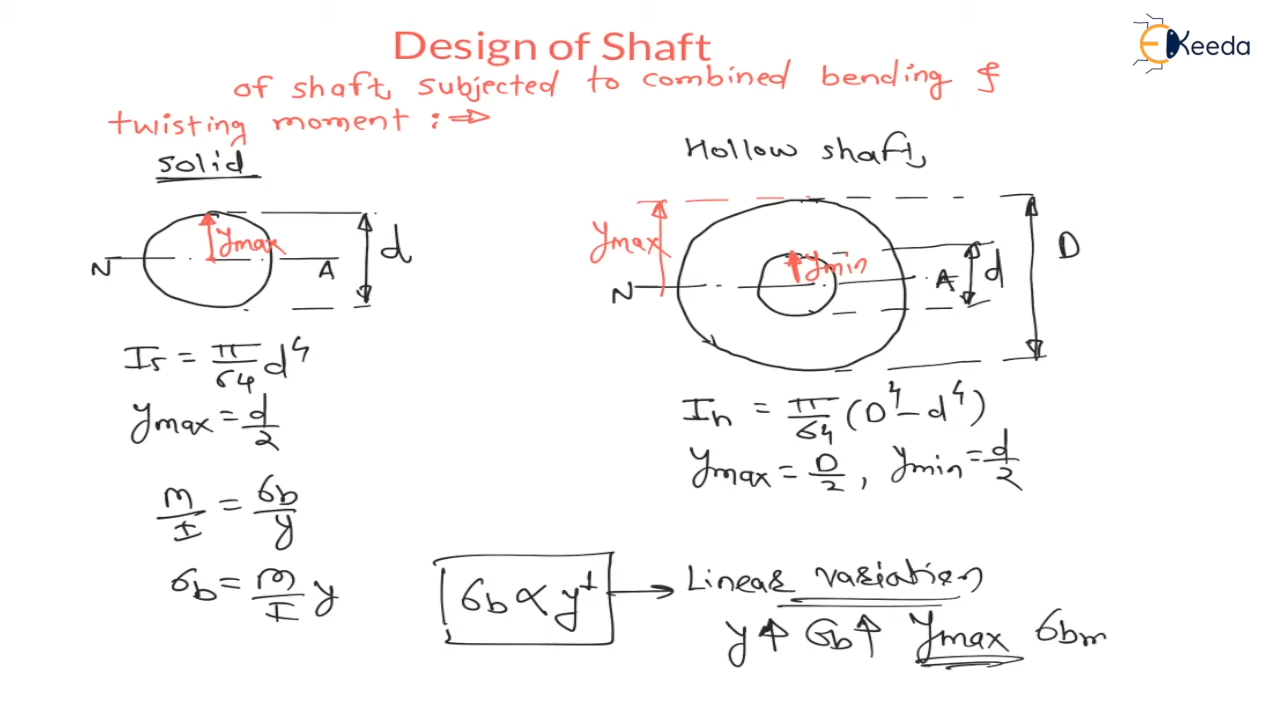 Design of Shaft
EKeeda
of shaft subjected to combined bending &
twisting moment : ⇒
Solid
Hollow shaft
ymax
N
A
d
ymax
ymin
N
A
d
D
Is = π/64 d⁴
ymax = d/2
M/I = σb/y
σb = M/I y
Ih = π/64 (D⁴ - d⁴)
ymax = D/2 , ymin = d/2
σb ∝ y¹ → Linear variation
y↑ σb↑ ymax σbm